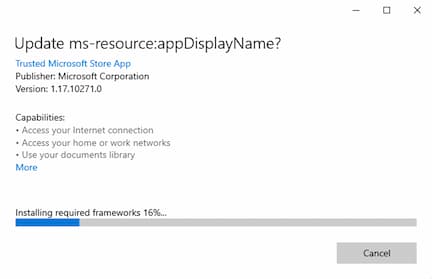 Update ms-resource:appDisplayName?
Trusted Microsoft Store App
Publisher: Microsoft Corporation
Version: 1.17.10271.0
Capabilities:
• Access your Internet connection
• Access your home or work networks
• Use your documents library
More
Installing required frameworks 16%...
Cancel